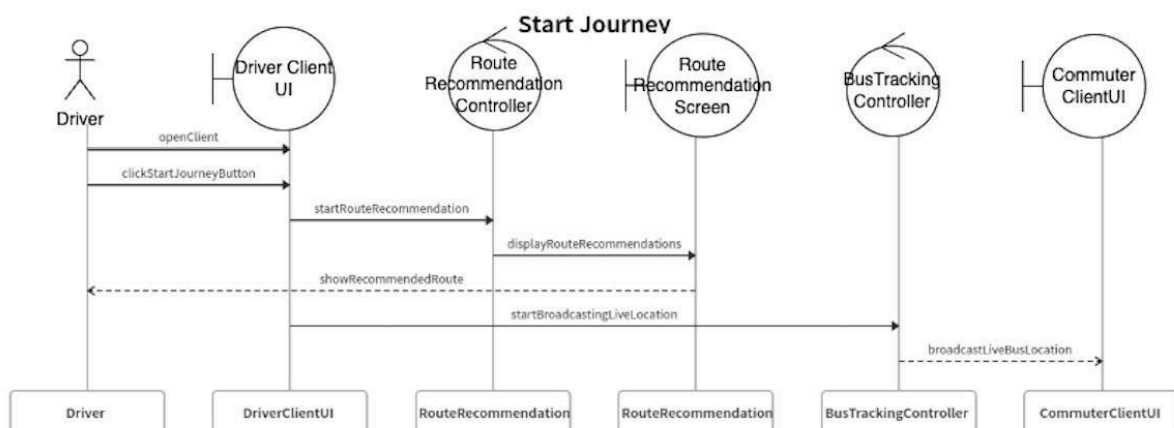 Start Journey
Driver
Driver Client
UI
Route
Recommendation
Controller
Route
Recommendation
Screen
BusTracking
Controller
Commuter
ClientUI
openClient
clickStartJourneyButton
startRouteRecommendation
displayRouteRecommendations
showRecommendedRoute
startBroadcastingLiveLocation
broadcastLiveBusLocation
Driver
DriverClientUI
RouteRecommendation
RouteRecommendation
BusTrackingController
CommuterClientUI